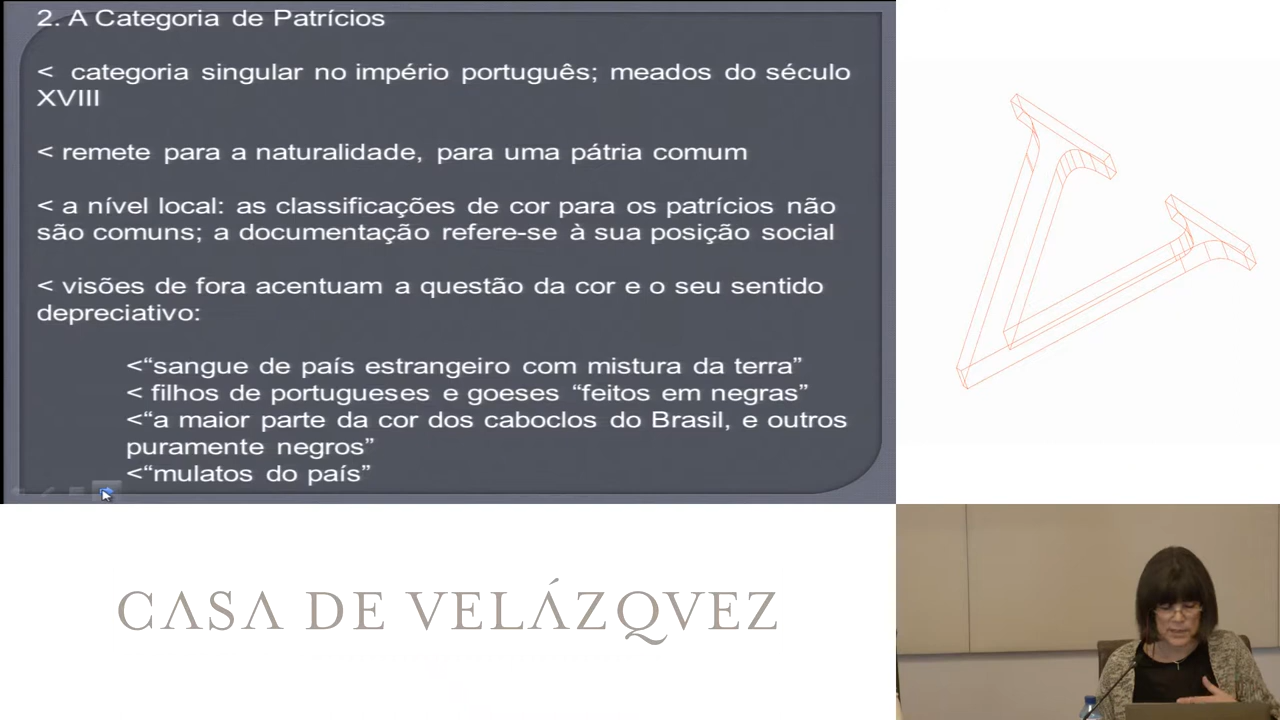 2. A Categoria de Patrícios
< categoria singular no império português; meados do século
XVIII
< remete para a naturalidade, para uma pátria comum
< a nível local: as classificações de cor para os patrícios não
são comuns; a documentação refere-se à sua posição social
< visões de fora acentuam a questão da cor e o seu sentido
depreciativo:
<“sangue de país estrangeiro com mistura da terra”
< filhos de portugueses e goeses “feitos em negras”
<“a maior parte da cor dos caboclos do Brasil, e outros
puramente negros”
<“mulatos do país”
CASA DE VELÁZQVEZ